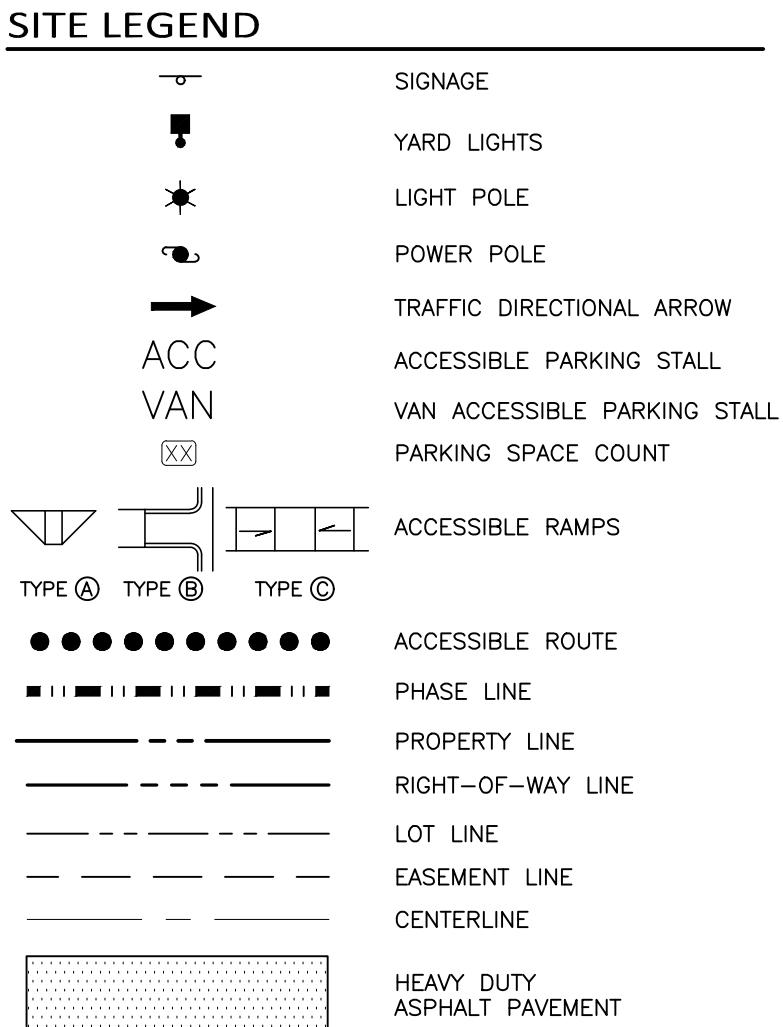 SITE LEGEND
SIGNAGE
YARD LIGHTS
LIGHT POLE
POWER POLE
TRAFFIC DIRECTIONAL ARROW
ACC ACCESSIBLE PARKING STALL
VAN VAN ACCESSIBLE PARKING STALL
XX PARKING SPACE COUNT
ACCESSIBLE RAMPS
TYPE A TYPE B TYPE C
ACCESSIBLE ROUTE
PHASE LINE
PROPERTY LINE
RIGHT-OF-WAY LINE
LOT LINE
EASEMENT LINE
CENTERLINE
HEAVY DUTY
ASPHALT PAVEMENT